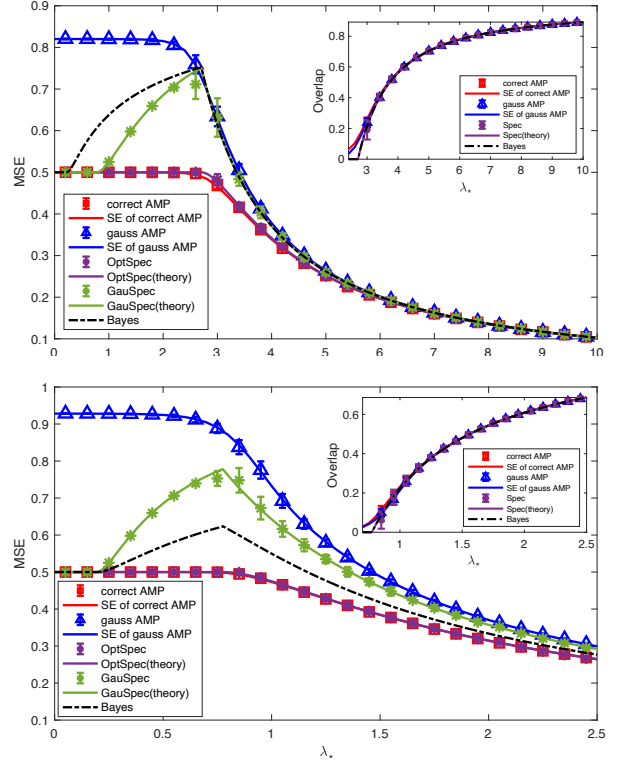 0.9
0.8
0.7
0.6
0.5
0.4
0.3
0.2
0.1
MSE
0 1 2 3 4 5 6 7 8 9 10
correct AMP
SE of correct AMP
gauss AMP
SE of gauss AMP
OptSpec
OptSpec(theory)
GauSpec
GauSpec(theory)
Bayes
Overlap
0.8
0.6
0.4
0.2
0
3 4 5 6 7 8 9 10
λ*
correct AMP
SE of correct AMP
gauss AMP
SE of gauss AMP
Spec
Spec(theory)
Bayes
1
0.9
0.8
0.7
0.6
0.5
0.4
0.3
0.2
0.1
MSE
0 0.5 1 1.5 2 2.5
λ*
correct AMP
SE of correct AMP
gauss AMP
SE of gauss AMP
OptSpec
OptSpec(theory)
GauSpec
GauSpec(theory)
Bayes
Overlap
0.6
0.4
0.2
0
1 1.5 2 2.5
λ*
correct AMP
SE of correct AMP
gauss AMP
SE of gauss AMP
Spec
Spec(theory)
Bayes